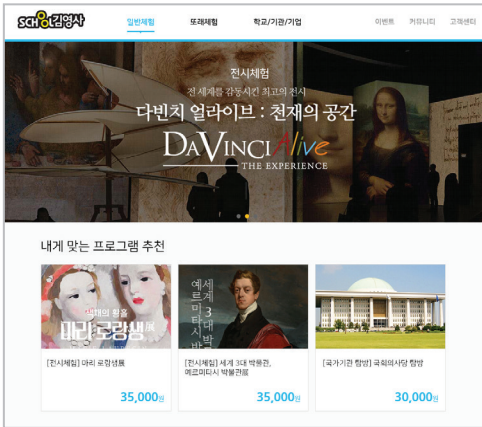 SCHOOL김영사
일반체험 또래체험 학교/기관/기업 이벤트 커뮤니티 고객센터
전시체험
전 세계를 감동시킨 최고의 전시
다빈치 얼라이브 : 천재의 공간
DAVINCI Alive
THE EXPERIENCE
내게 맞는 프로그램 추천
색채의 황홀
마리 로랑생展
예르미타시 박
세계 3대 박
[전시체험] 마리 로랑생展
35,000원
[전시체험] 세계 3대 박물관,
예르미타시 박물관展
35,000원
[국가기관 탐방] 국회의사당 탐방
30,000원